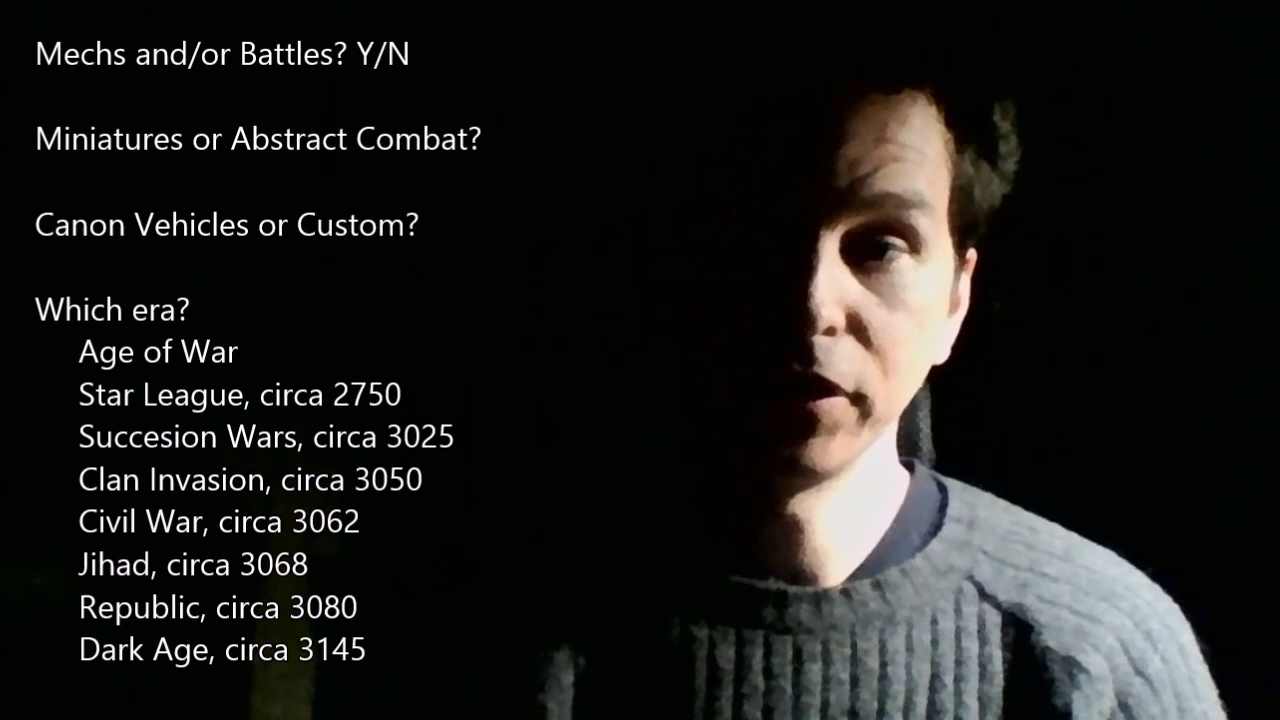 Mechs and/or Battles? Y/N
Miniatures or Abstract Combat?
Canon Vehicles or Custom?
Which era?
Age of War
Star League, circa 2750
Succesion Wars, circa 3025
Clan Invasion, circa 3050
Civil War, circa 3062
Jihad, circa 3068
Republic, circa 3080
Dark Age, circa 3145